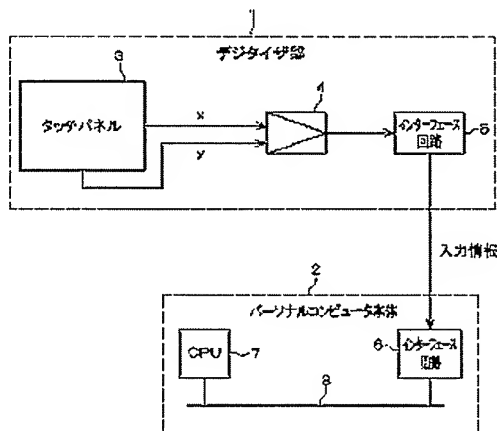 1
デジタイザ部
3
タッチ・パネル
x
y
4
インターフェース
回路
5
入力情報
2
パーソナルコンピュータ本体
CPU
7
6
インターフェース
回路
8